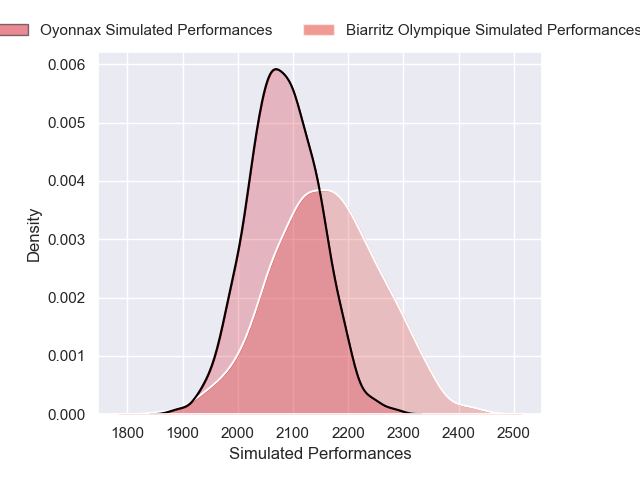 Oyonnax Simulated Performances Biarritz Olympique Simulated Performances
0.006
0.005
0.004
0.003
0.002
0.001
0.000
Density
1800 1900 2000 2100 2200 2300 2400 2500
Simulated Performances